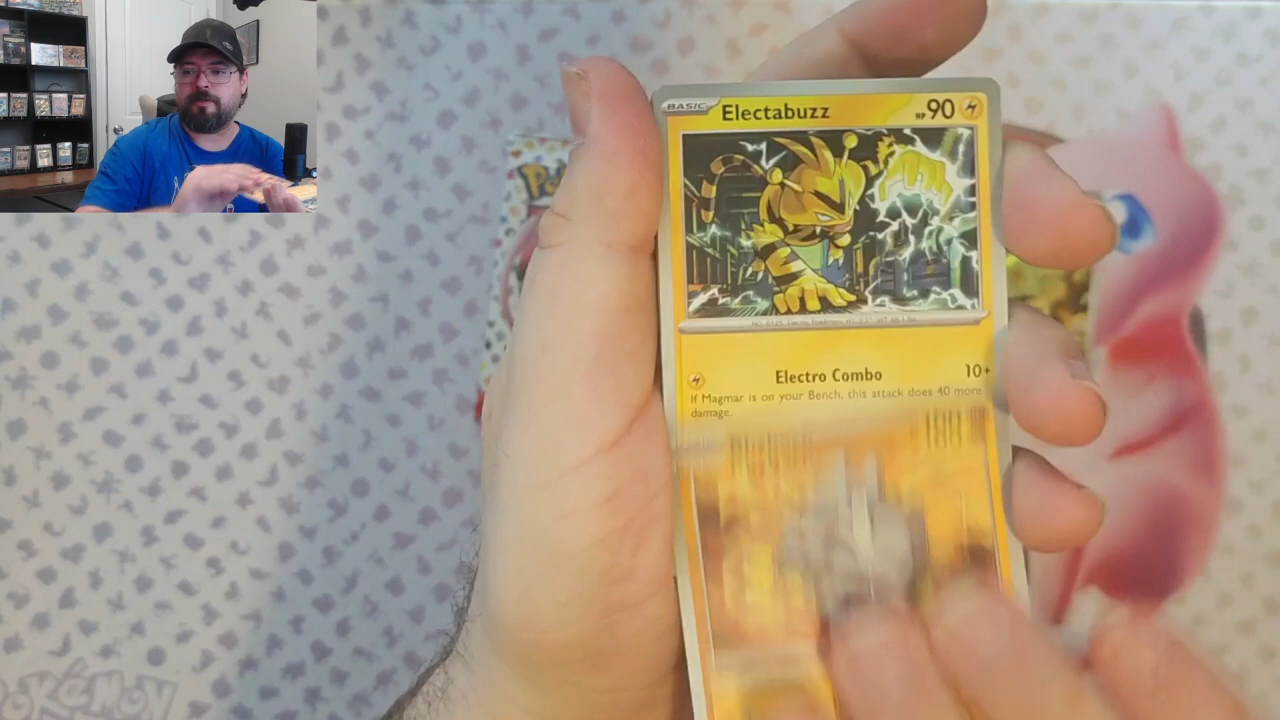 BASIC Electabuzz HP 90
Electro Combo 10+
If Magmar is on your Bench, this attack does 40 more
damage.
POKÉMON